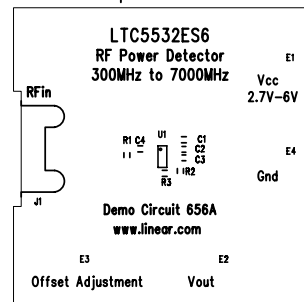 LTC5532ES6
RF Power Detector
300MHz to 7000MHz
E1
Vcc
2.7V-6V
RFin
R1 C4
U1
C1
C2
C3
R2
R3
E4
Gnd
J1
Demo Circuit 656A
www.linear.com
E3
E2
Offset Adjustment
Vout